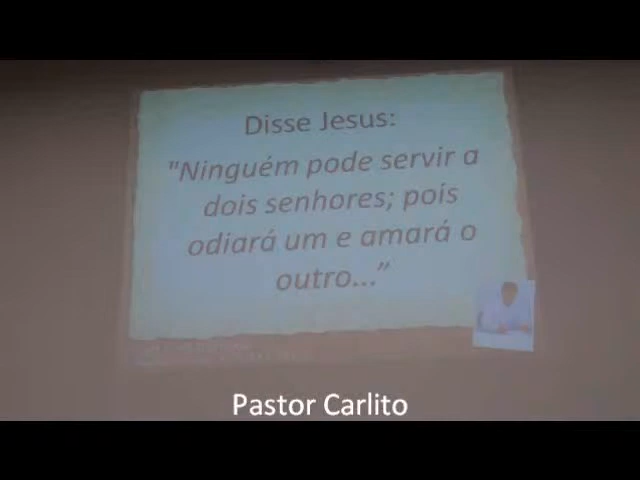 Disse Jesus:
"Ninguém pode servir a
dois senhores; pois
odiará um e amará o
outro...”
Pastor Carlito